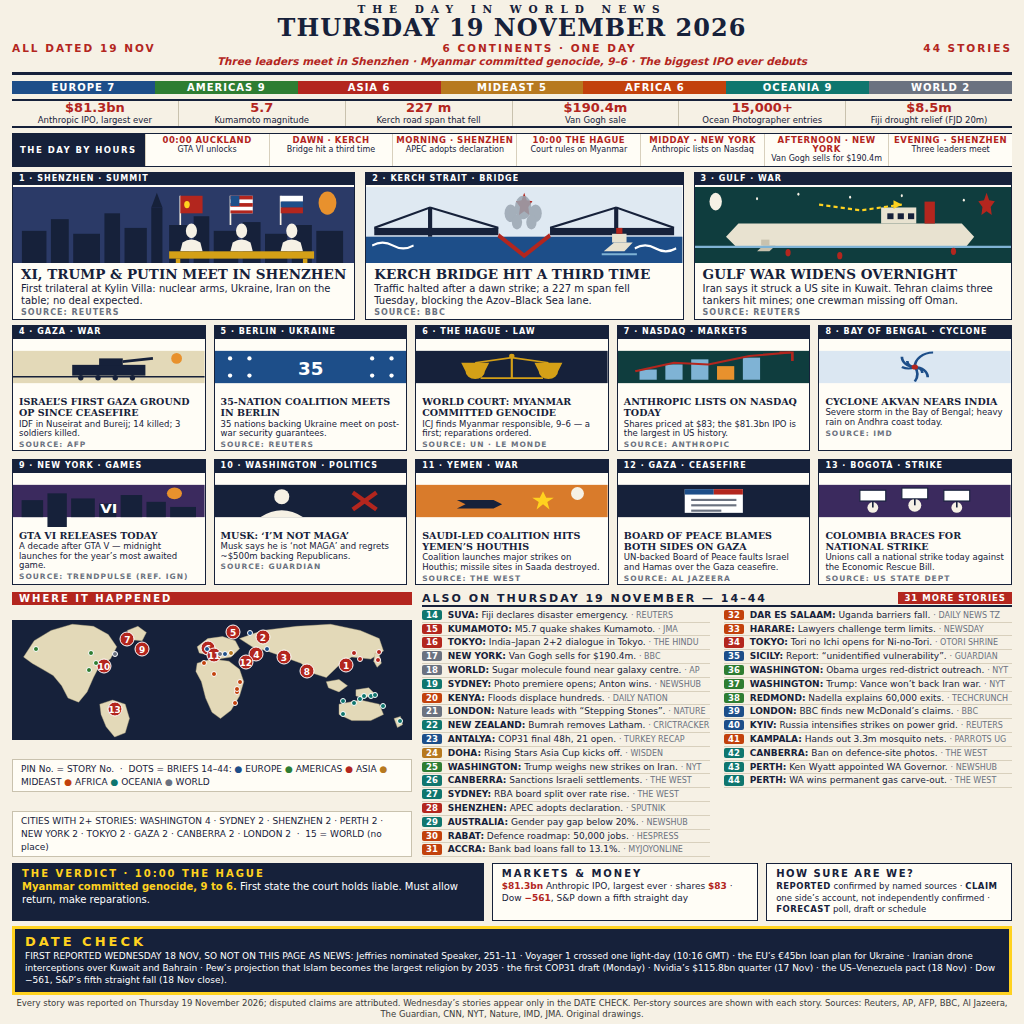 THE DAY IN WORLD NEWS
THURSDAY 19 NOVEMBER 2026
ALL DATED 19 NOV
6 CONTINENTS · ONE DAY
44 STORIES
Three leaders meet in Shenzhen · Myanmar committed genocide, 9–6 · The biggest IPO ever debuts
EUROPE 7
AMERICAS 9
ASIA 6
MIDEAST 5
AFRICA 6
OCEANIA 9
WORLD 2
$81.3bn
Anthropic IPO, largest ever
5.7
Kumamoto magnitude
227 m
Kerch road span that fell
$190.4m
Van Gogh sale
15,000+
Ocean Photographer entries
$8.5m
Fiji drought relief (FJD 20m)
THE DAY BY HOURS
00:00 AUCKLAND
GTA VI unlocks
DAWN · KERCH
Bridge hit a third time
MORNING · SHENZHEN
APEC adopts declaration
10:00 THE HAGUE
Court rules on Myanmar
MIDDAY · NEW YORK
Anthropic lists on Nasdaq
AFTERNOON · NEW
YORK
Van Gogh sells for $190.4m
EVENING · SHENZHEN
Three leaders meet
1 · SHENZHEN · SUMMIT
XI, TRUMP & PUTIN MEET IN SHENZHEN
First trilateral at Kylin Villa: nuclear arms, Ukraine, Iran on the
table; no deal expected.
SOURCE: REUTERS
2 · KERCH STRAIT · BRIDGE
KERCH BRIDGE HIT A THIRD TIME
Traffic halted after a dawn strike; a 227 m span fell
Tuesday, blocking the Azov–Black Sea lane.
SOURCE: BBC
3 · GULF · WAR
GULF WAR WIDENS OVERNIGHT
Iran says it struck a US site in Kuwait. Tehran claims three
tankers hit mines; one crewman missing off Oman.
SOURCE: REUTERS
4 · GAZA · WAR
ISRAEL'S FIRST GAZA GROUND
OP SINCE CEASEFIRE
IDF in Nuseirat and Bureij; 14 killed; 3
soldiers killed.
SOURCE: AFP
5 · BERLIN · UKRAINE
35
35-NATION COALITION MEETS
IN BERLIN
35 nations backing Ukraine meet on post-
war security guarantees.
SOURCE: REUTERS
6 · THE HAGUE · LAW
WORLD COURT: MYANMAR
COMMITTED GENOCIDE
ICJ finds Myanmar responsible, 9–6 — a
first; reparations ordered.
SOURCE: UN · LE MONDE
7 · NASDAQ · MARKETS
ANTHROPIC LISTS ON NASDAQ
TODAY
Shares priced at $83; the $81.3bn IPO is
the largest in US history.
SOURCE: ANTHROPIC
8 · BAY OF BENGAL · CYCLONE
CYCLONE AKVAN NEARS INDIA
Severe storm in the Bay of Bengal; heavy
rain on Andhra coast today.
SOURCE: IMD
9 · NEW YORK · GAMES
VI
GTA VI RELEASES TODAY
A decade after GTA V — midnight
launches for the year's most awaited
game.
SOURCE: TRENDPULSE (REF. IGN)
10 · WASHINGTON · POLITICS
MUSK: 'I'M NOT MAGA'
Musk says he is 'not MAGA' and regrets
~$500m backing Republicans.
SOURCE: GUARDIAN
11 · YEMEN · WAR
SAUDI-LED COALITION HITS
YEMEN'S HOUTHIS
Coalition launches major strikes on
Houthis; missile sites in Saada destroyed.
SOURCE: THE WEST
12 · GAZA · CEASEFIRE
BOARD OF PEACE BLAMES
BOTH SIDES ON GAZA
UN-backed Board of Peace faults Israel
and Hamas over the Gaza ceasefire.
SOURCE: AL JAZEERA
13 · BOGOTÁ · STRIKE
COLOMBIA BRACES FOR
NATIONAL STRIKE
Unions call a national strike today against
the Economic Rescue Bill.
SOURCE: US STATE DEPT
WHERE IT HAPPENED
7
9
10
13
5
2
11
12
4
3
8
1
PIN No. = STORY No. · DOTS = BRIEFS 14–44: ● EUROPE ● AMERICAS ● ASIA ●
MIDEAST ● AFRICA ● OCEANIA ● WORLD
CITIES WITH 2+ STORIES: WASHINGTON 4 · SYDNEY 2 · SHENZHEN 2 · PERTH 2 ·
NEW YORK 2 · TOKYO 2 · GAZA 2 · CANBERRA 2 · LONDON 2 · 15 = WORLD (no
place)
ALSO ON THURSDAY 19 NOVEMBER — 14–44
31 MORE STORIES
14 SUVA: Fiji declares disaster emergency. · REUTERS
15 KUMAMOTO: M5.7 quake shakes Kumamoto. · JMA
16 TOKYO: India–Japan 2+2 dialogue in Tokyo. · THE HINDU
17 NEW YORK: Van Gogh sells for $190.4m. · BBC
18 WORLD: Sugar molecule found near galaxy centre. · AP
19 SYDNEY: Photo premiere opens; Anton wins. · NEWSHUB
20 KENYA: Floods displace hundreds. · DAILY NATION
21 LONDON: Nature leads with “Stepping Stones”. · NATURE
22 NEW ZEALAND: Bumrah removes Latham. · CRICTRACKER
23 ANTALYA: COP31 final 48h, 21 open. · TURKEY RECAP
24 DOHA: Rising Stars Asia Cup kicks off. · WISDEN
25 WASHINGTON: Trump weighs new strikes on Iran. · NYT
26 CANBERRA: Sanctions Israeli settlements. · THE WEST
27 SYDNEY: RBA board split over rate rise. · THE WEST
28 SHENZHEN: APEC adopts declaration. · SPUTNIK
29 AUSTRALIA: Gender pay gap below 20%. · NEWSHUB
30 RABAT: Defence roadmap: 50,000 jobs. · HESPRESS
31 ACCRA: Bank bad loans fall to 13.1%. · MYJOYONLINE
32 DAR ES SALAAM: Uganda barriers fall. · DAILY NEWS TZ
33 HARARE: Lawyers challenge term limits. · NEWSDAY
34 TOKYO: Tori no Ichi opens for Ni-no-Tori. · OTORI SHRINE
35 SICILY: Report: “unidentified vulnerability”. · GUARDIAN
36 WASHINGTON: Obama urges red-district outreach. · NYT
37 WASHINGTON: Trump: Vance won't back Iran war. · NYT
38 REDMOND: Nadella explains 60,000 exits. · TECHCRUNCH
39 LONDON: BBC finds new McDonald's claims. · BBC
40 KYIV: Russia intensifies strikes on power grid. · REUTERS
41 KAMPALA: Hands out 3.3m mosquito nets. · PARROTS UG
42 CANBERRA: Ban on defence-site photos. · THE WEST
43 PERTH: Ken Wyatt appointed WA Governor. · NEWSHUB
44 PERTH: WA wins permanent gas carve-out. · THE WEST
THE VERDICT · 10:00 THE HAGUE
Myanmar committed genocide, 9 to 6. First state the court holds liable. Must allow
return, make reparations.
MARKETS & MONEY
$81.3bn Anthropic IPO, largest ever · shares $83 ·
Dow −561, S&P down a fifth straight day
HOW SURE ARE WE?
REPORTED confirmed by named sources · CLAIM
one side's account, not independently confirmed ·
FORECAST poll, draft or schedule
DATE CHECK
FIRST REPORTED WEDNESDAY 18 NOV, SO NOT ON THIS PAGE AS NEWS: Jeffries nominated Speaker, 251–11 · Voyager 1 crossed one light-day (10:16 GMT) · the EU's €45bn loan plan for Ukraine · Iranian drone
interceptions over Kuwait and Bahrain · Pew's projection that Islam becomes the largest religion by 2035 · the first COP31 draft (Monday) · Nvidia's $115.8bn quarter (17 Nov) · the US–Venezuela pact (18 Nov) · Dow
−561, S&P's fifth straight fall (18 Nov close).
Every story was reported on Thursday 19 November 2026; disputed claims are attributed. Wednesday's stories appear only in the DATE CHECK. Per-story sources are shown with each story. Sources: Reuters, AP, AFP, BBC, Al Jazeera,
The Guardian, CNN, NYT, Nature, IMD, JMA. Original drawings.